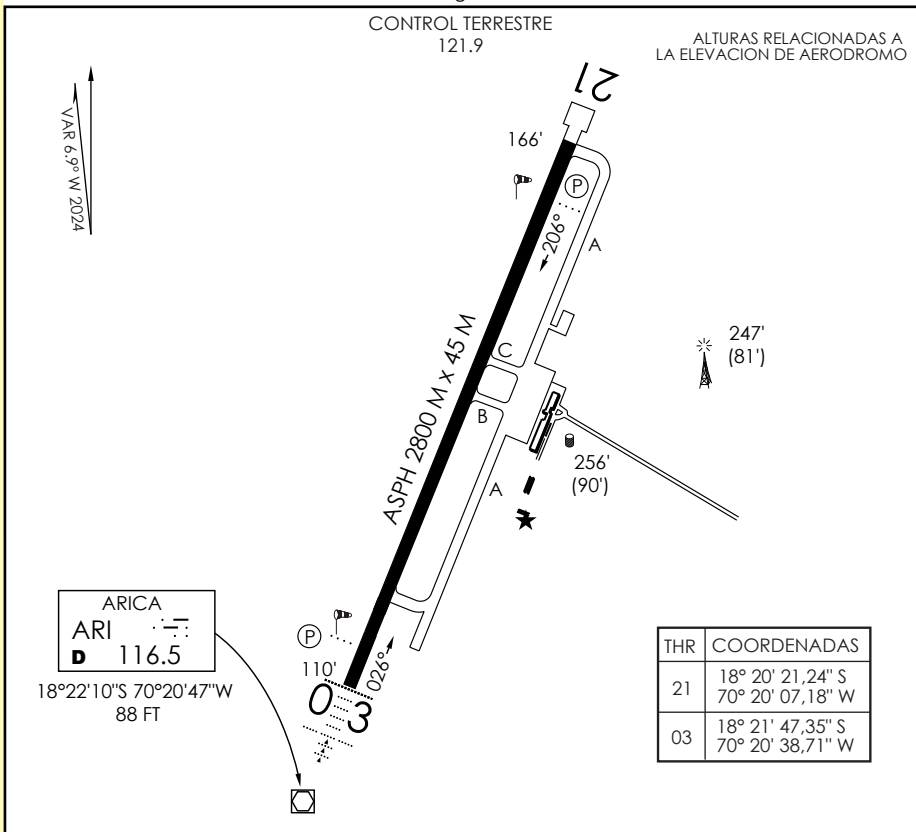 CONTROL TERRESTRE
121.9
ALTURAS RELACIONADAS A
LA ELEVACION DE AERODROMO
VAR 6.9° W 2024
21
166'
P
206°
A
247'
(81')
C
ASPH 2800 M x 45 M
B
256'
(90')
A
ARICA
ARI
D 116.5
18°22'10"S 70°20'47"W
88 FT
P
110'
026°
03
THR COORDENADAS
21 18° 20' 21,24" S
70° 20' 07,18" W
03 18° 21' 47,35" S
70° 20' 38,71" W